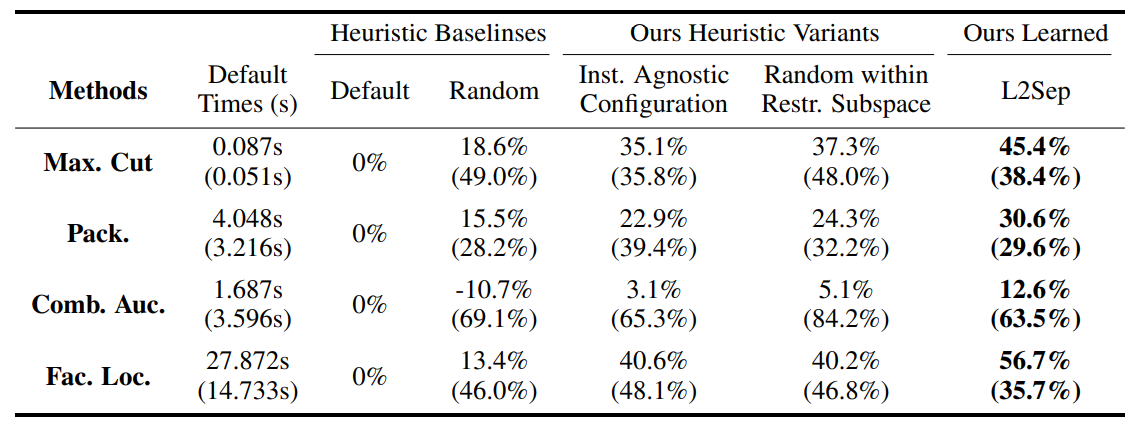 Heuristic Baselinses Ours Heuristic Variants Ours Learned
Methods Default Times (s) Default Random Inst. Agnostic Configuration Random within Restr. Subspace L2Sep
Max. Cut 0.087s (0.051s) 0% 18.6% (49.0%) 35.1% (35.8%) 37.3% (48.0%) 45.4% (38.4%)
Pack. 4.048s (3.216s) 0% 15.5% (28.2%) 22.9% (39.4%) 24.3% (32.2%) 30.6% (29.6%)
Comb. Auc. 1.687s (3.596s) 0% -10.7% (69.1%) 3.1% (65.3%) 5.1% (84.2%) 12.6% (63.5%)
Fac. Loc. 27.872s (14.733s) 0% 13.4% (46.0%) 40.6% (48.1%) 40.2% (46.8%) 56.7% (35.7%)